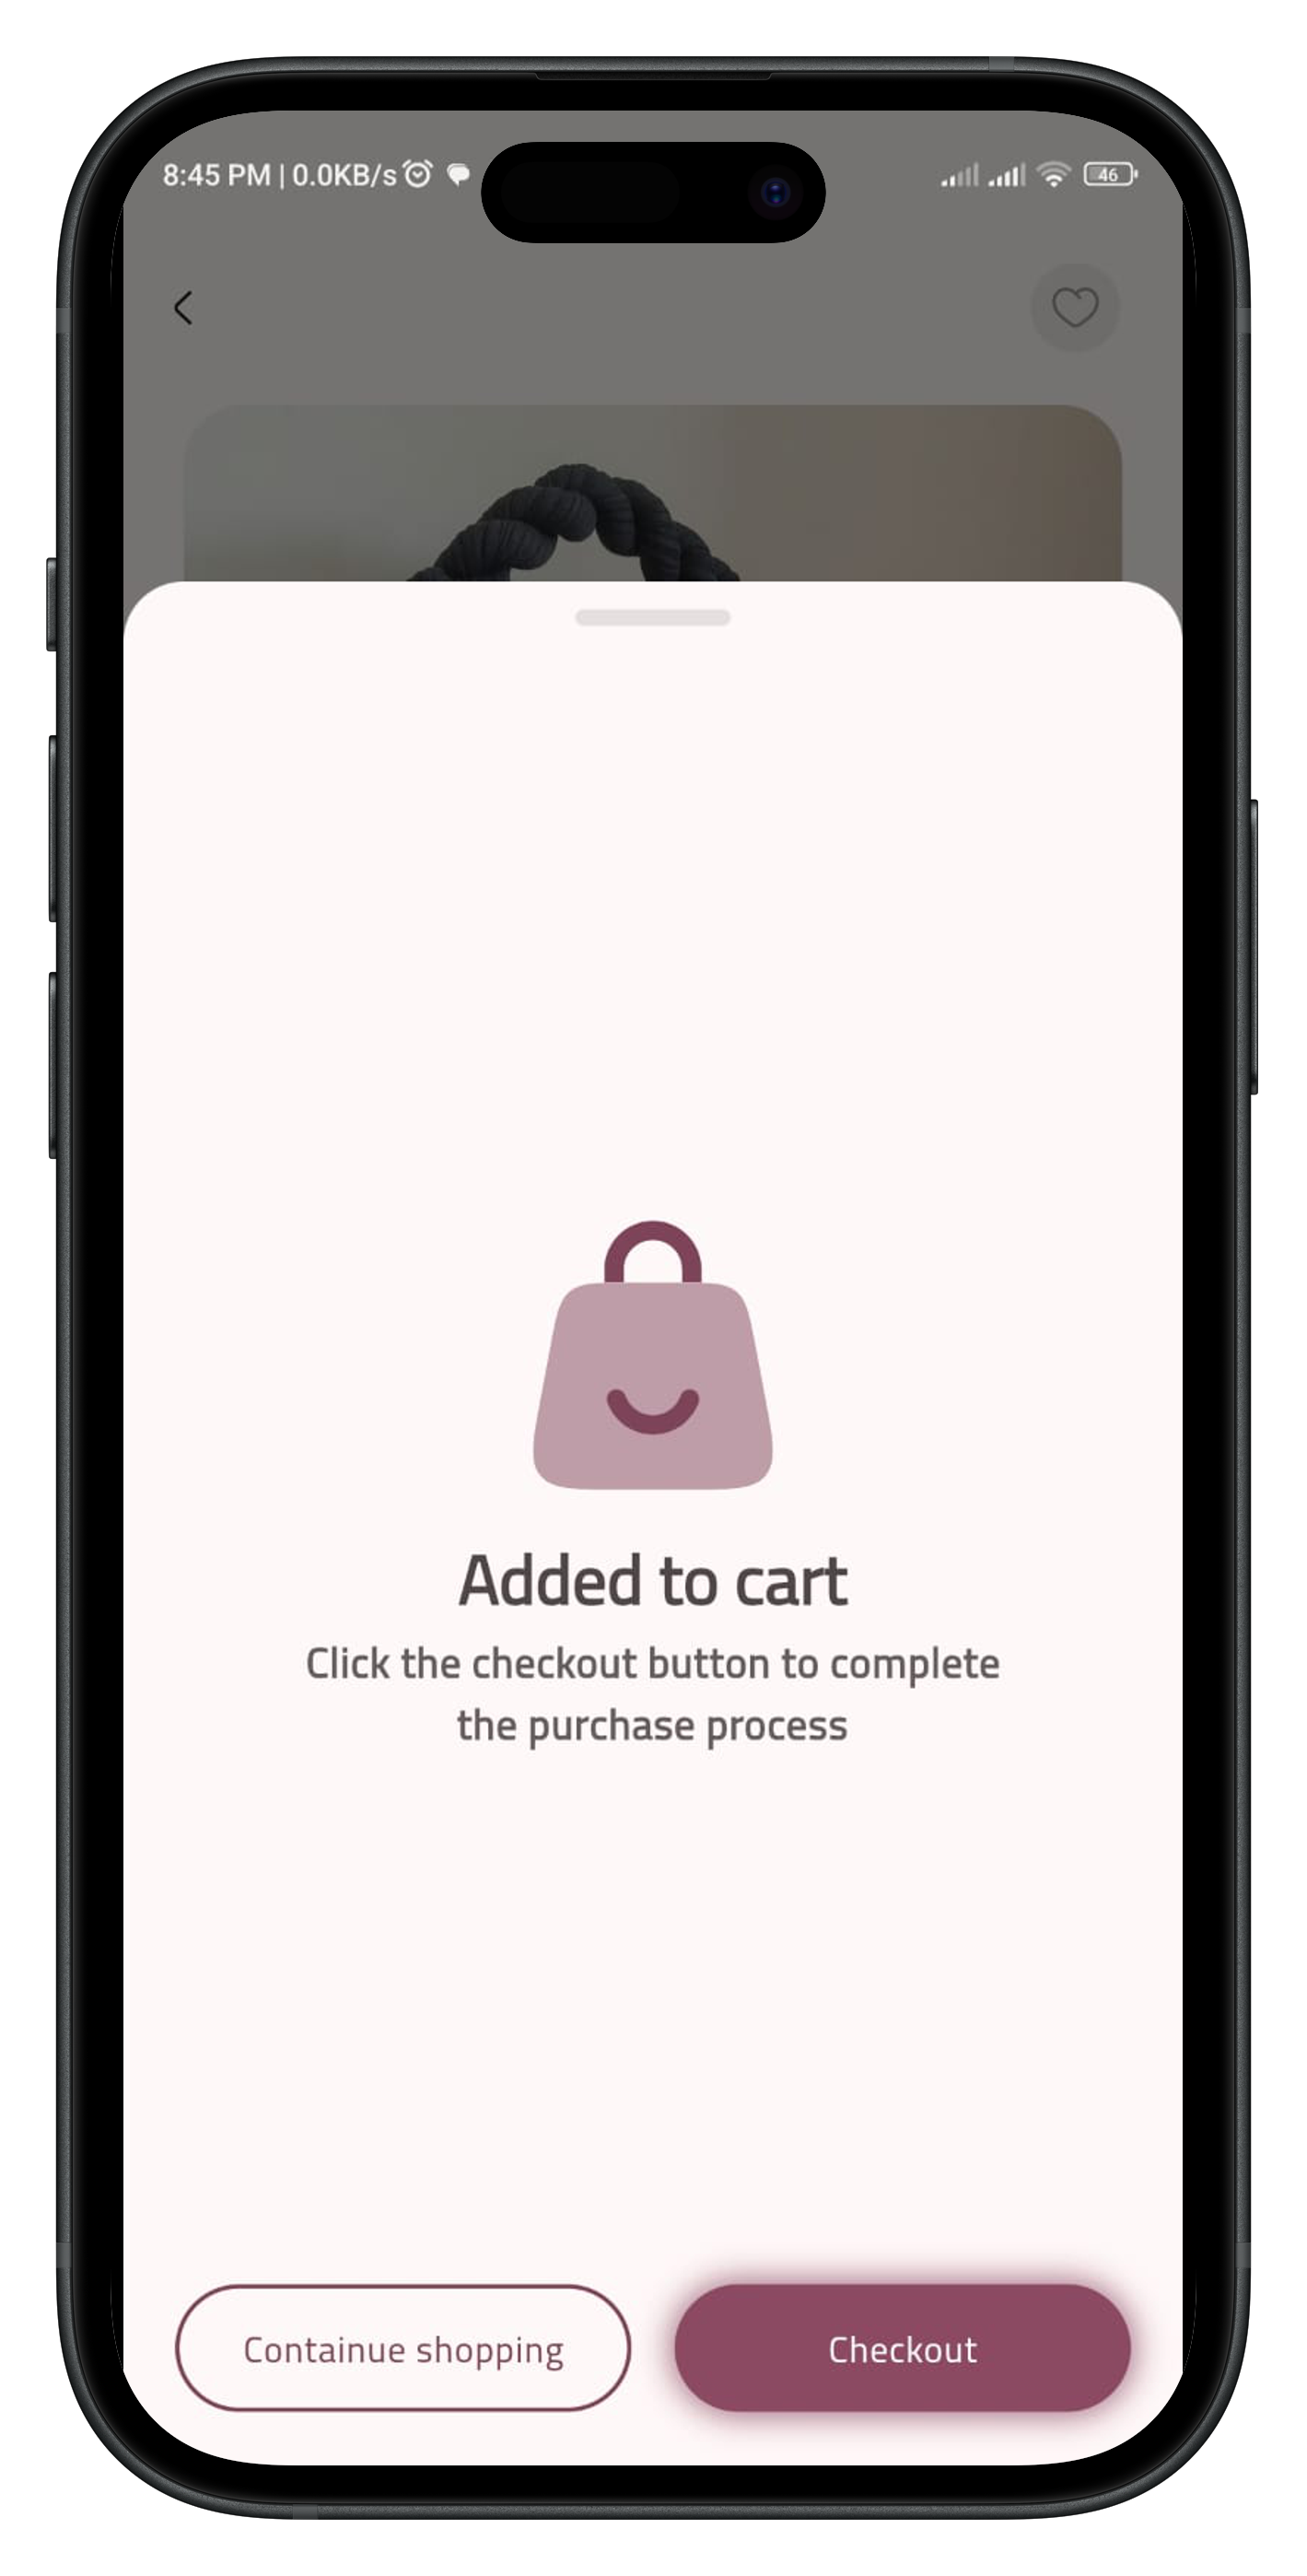 8:45 PM | 0.0KB/s
46
Added to cart
Click the checkout button to complete
the purchase process
Containue shopping
Checkout